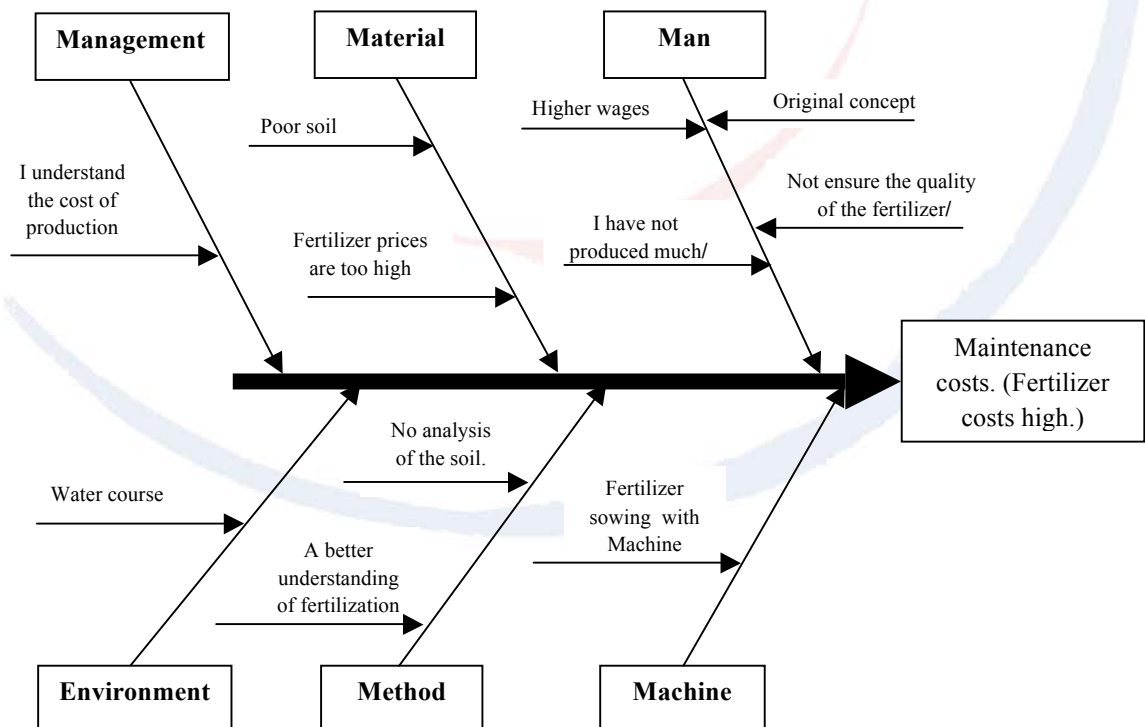 Management
Material
Man
Higher wages
Original concept
Poor soil
I understand
the cost of
production
Not ensure the quality
of the fertilizer/
I have not
produced much/
Fertilizer prices
are too high
Maintenance
costs. (Fertilizer
costs high.)
No analysis
of the soil.
Water course
Fertilizer
sowing with
Machine
A better
understanding
of fertilization
Environment
Method
Machine